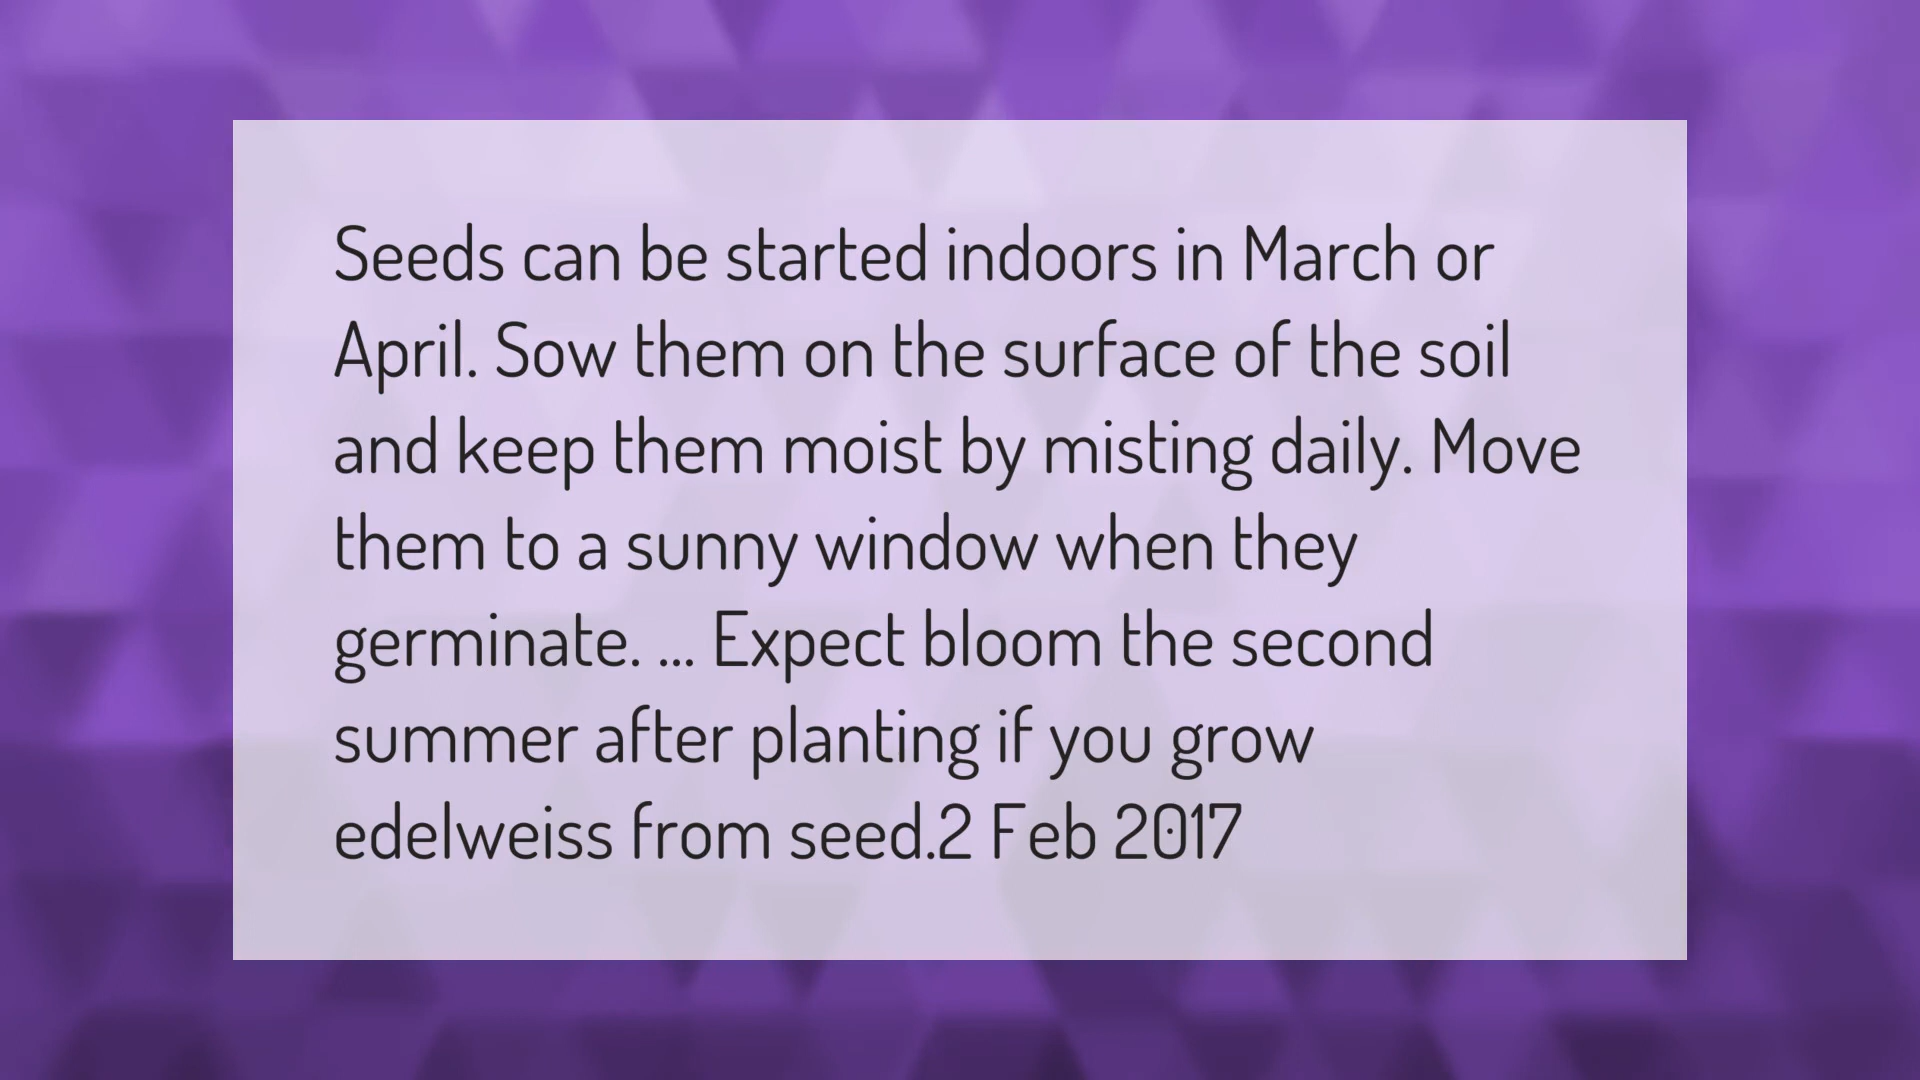 Seeds can be started indoors in March or
April. Sow them on the surface of the soil
and keep them moist by misting daily. Move
them to a sunny window when they
germinate. ... Expect bloom the second
summer after planting if you grow
edelweiss from seed.2 Feb 2017